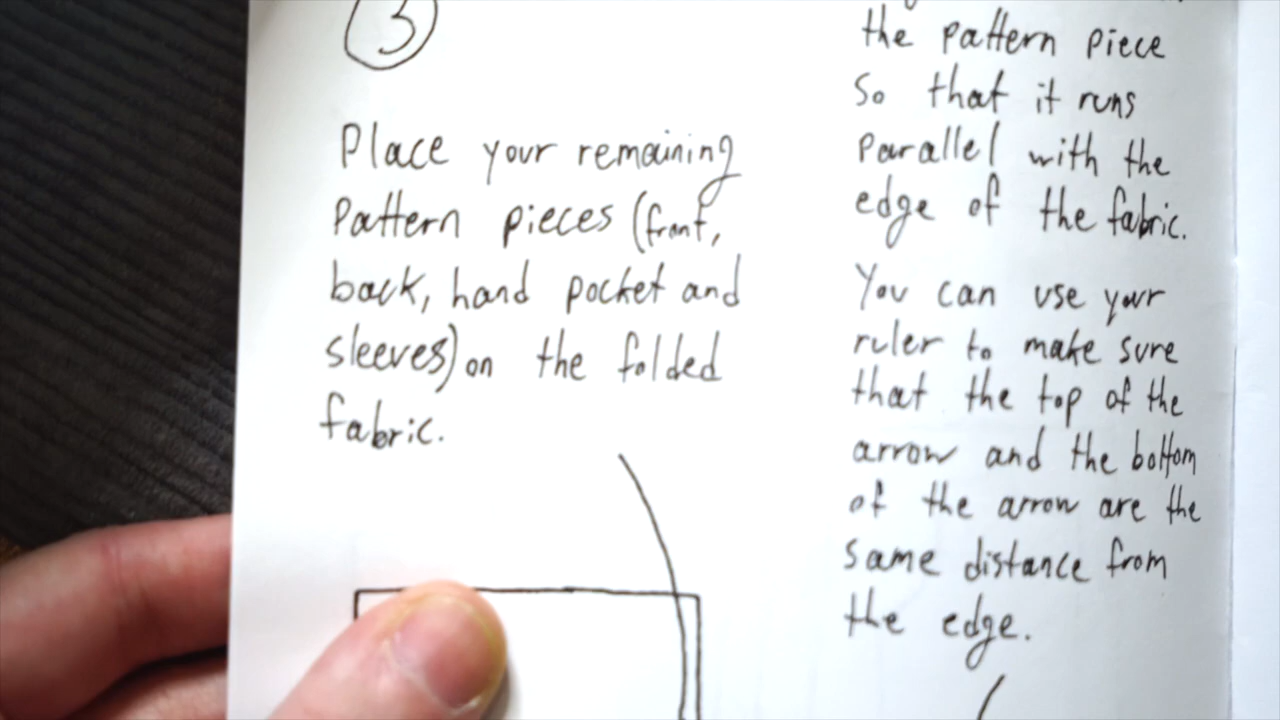 3
Place your remaining
Pattern pieces (front,
back, hand pocket and
sleeves) on the folded
fabric.
the pattern piece
So that it runs
Parallel with the
edge of the fabric.
You can use your
ruler to make sure
that the top of the
arrow and the bottom
of the arrow are the
same distance from
the edge.